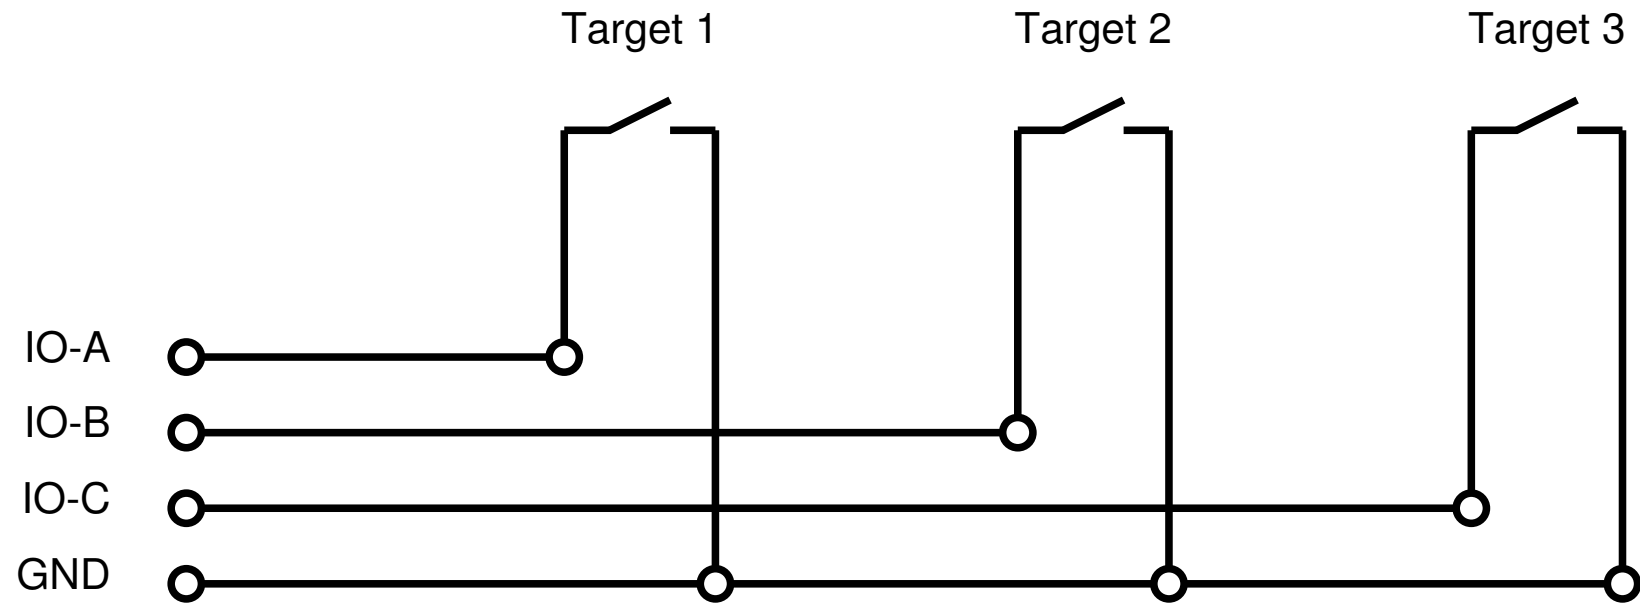 Target 1
Target 2
Target 3
IO-A
IO-B
IO-C
GND